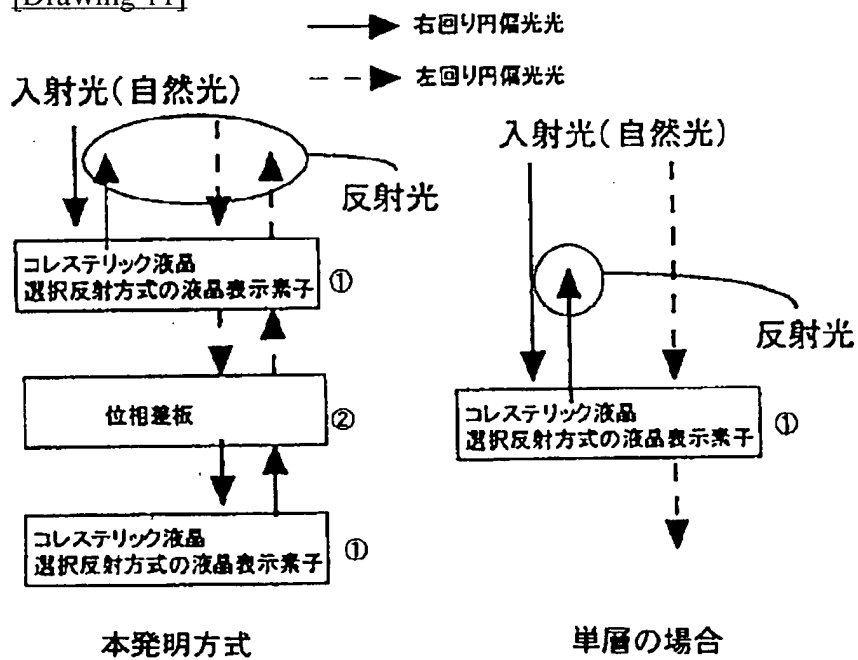 [Drawing 11]
右回り円偏光光
左回り円偏光光
入射光(自然光)
反射光
コレステリック液晶
選択反射方式の液晶表示素子
①
位相差板
②
コレステリック液晶
選択反射方式の液晶表示素子
①
本発明方式
入射光(自然光)
反射光
コレステリック液晶
選択反射方式の液晶表示素子
①
単層の場合